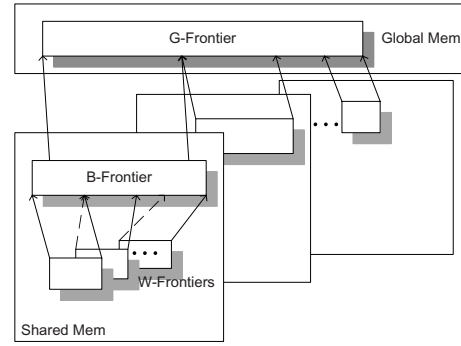 G-Frontier
Global Mem
• • •
B-Frontier
• • •
W-Frontiers
Shared Mem